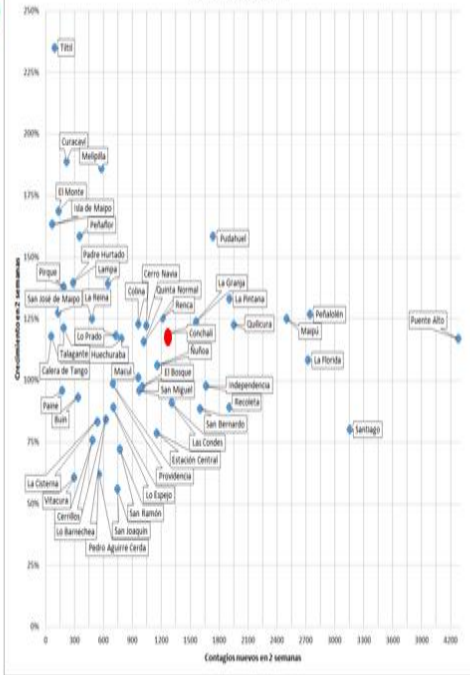 250%
Tiltil
225%
200%
Curacaví
Melipilla
175%
El Monte
Isla de Maipo
Peñaflor
Pudahuel
150%
Padre Hurtado
Pirque
Lampa
Cerro Navia
La Granja
San José de Maipo
La Reina
Colina
Quinta Normal
La Pintana
Renca
Peñalolén
Puente Alto
125%
Quilicura
Lo Prado
Conchali
Maipú
Talagante
Huechuraba
Ñuñoa
La Florida
Calera de Tango
Macul
El Bosque
100%
San Miguel
Independencia
Paine
Recoleta
Buin
San Bernardo
Santiago
Las Condes
75%
Estación Central
La Cisterna
Providencia
Vitacura
Lo Espejo
Cerrillos
San Ramón
50%
Lo Barnechea
San Joaquín
Pedro Aguirre Cerda
25%
0%
Crecimiento en 2 semanas
0 300 600 900 1200 1500 1800 2100 2400 2700 3000 3300 3600 3900 4200
Contagios nuevos en 2 semanas